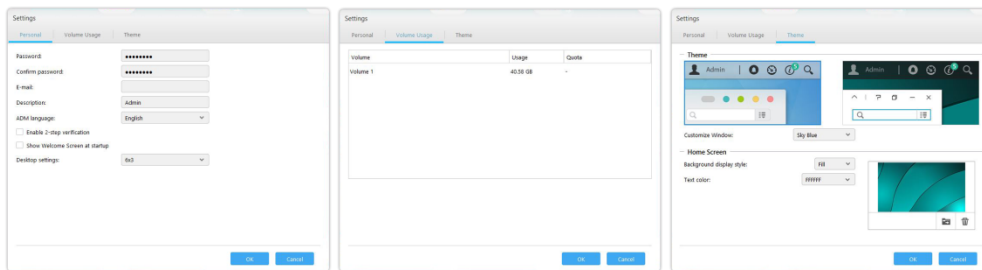 Settings
Personal Volume Usage Theme
Password: ••••••••
Confirm password: ••••••••
E-mail:
Description: Admin
ADM language: English
Enable 2-step verification
Show Welcome Screen at startup
Desktop settings: 6x3
OK Cancel
Settings
Personal Volume Usage Theme
Volume Usage Quota
Volume 1 40.58 GB -
OK Cancel
Settings
Personal Volume Usage Theme
Theme
Admin 5
Admin 5
Customize Window: Sky Blue
Home Screen
Background display style: Fill
Text color: FFFFFF
OK Cancel